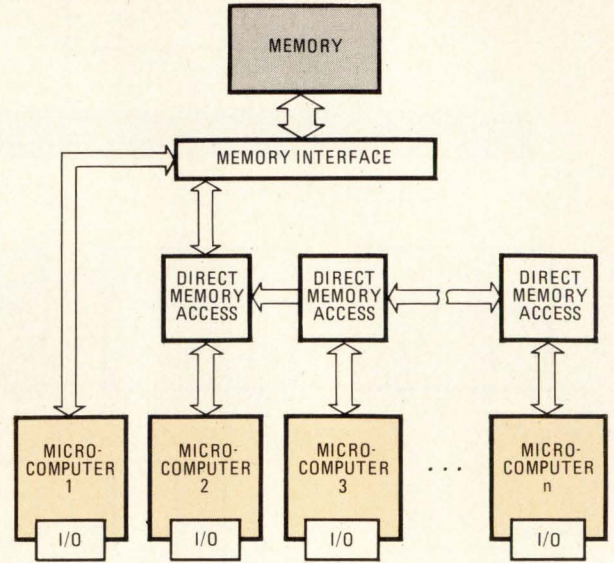 MEMORY
MEMORY INTERFACE
DIRECT
MEMORY
ACCESS
DIRECT
MEMORY
ACCESS
DIRECT
MEMORY
ACCESS
MICRO-
COMPUTER
1
I/O
MICRO-
COMPUTER
2
I/O
MICRO-
COMPUTER
3
I/O
. . .
MICRO-
COMPUTER
n
I/O